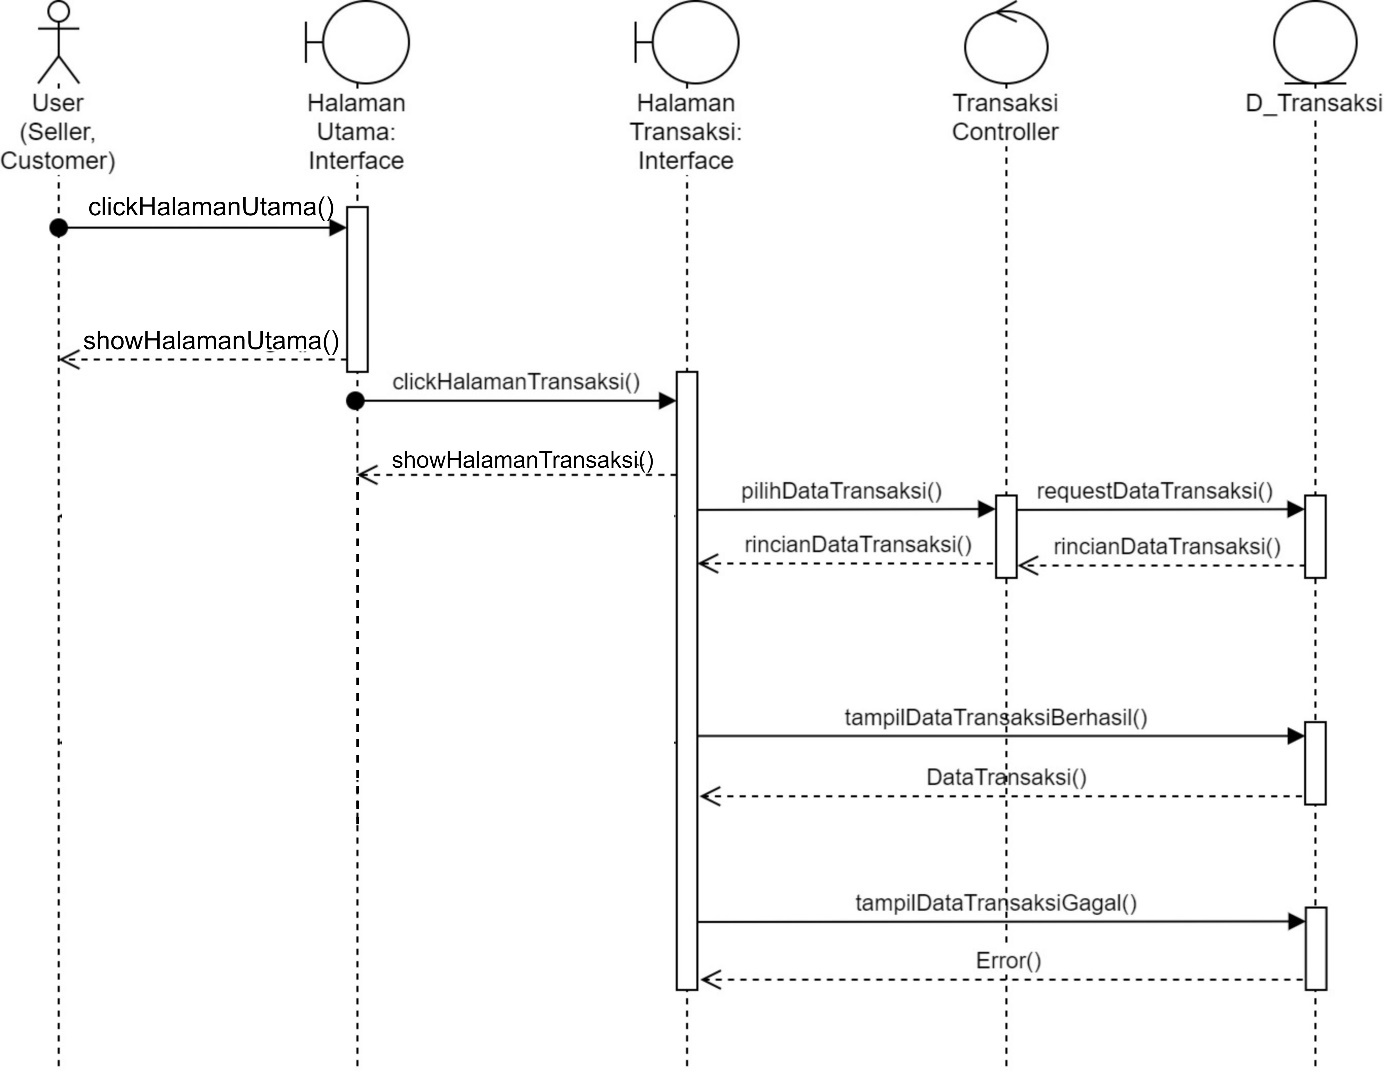 User
(Seller,
Customer)
Halaman
Utama:
Interface
Halaman
Transaksi:
Interface
Transaksi
Controller
D_Transaksi
clickHalamanUtama()
showHalamanUtama()
clickHalamanTransaksi()
showHalamanTransaksi()
pilihDataTransaksi()
requestDataTransaksi()
rincianDataTransaksi()
rincianDataTransaksi()
tampilDataTransaksiBerhasil()
DataTransaksi()
tampilDataTransaksiGagal()
Error()